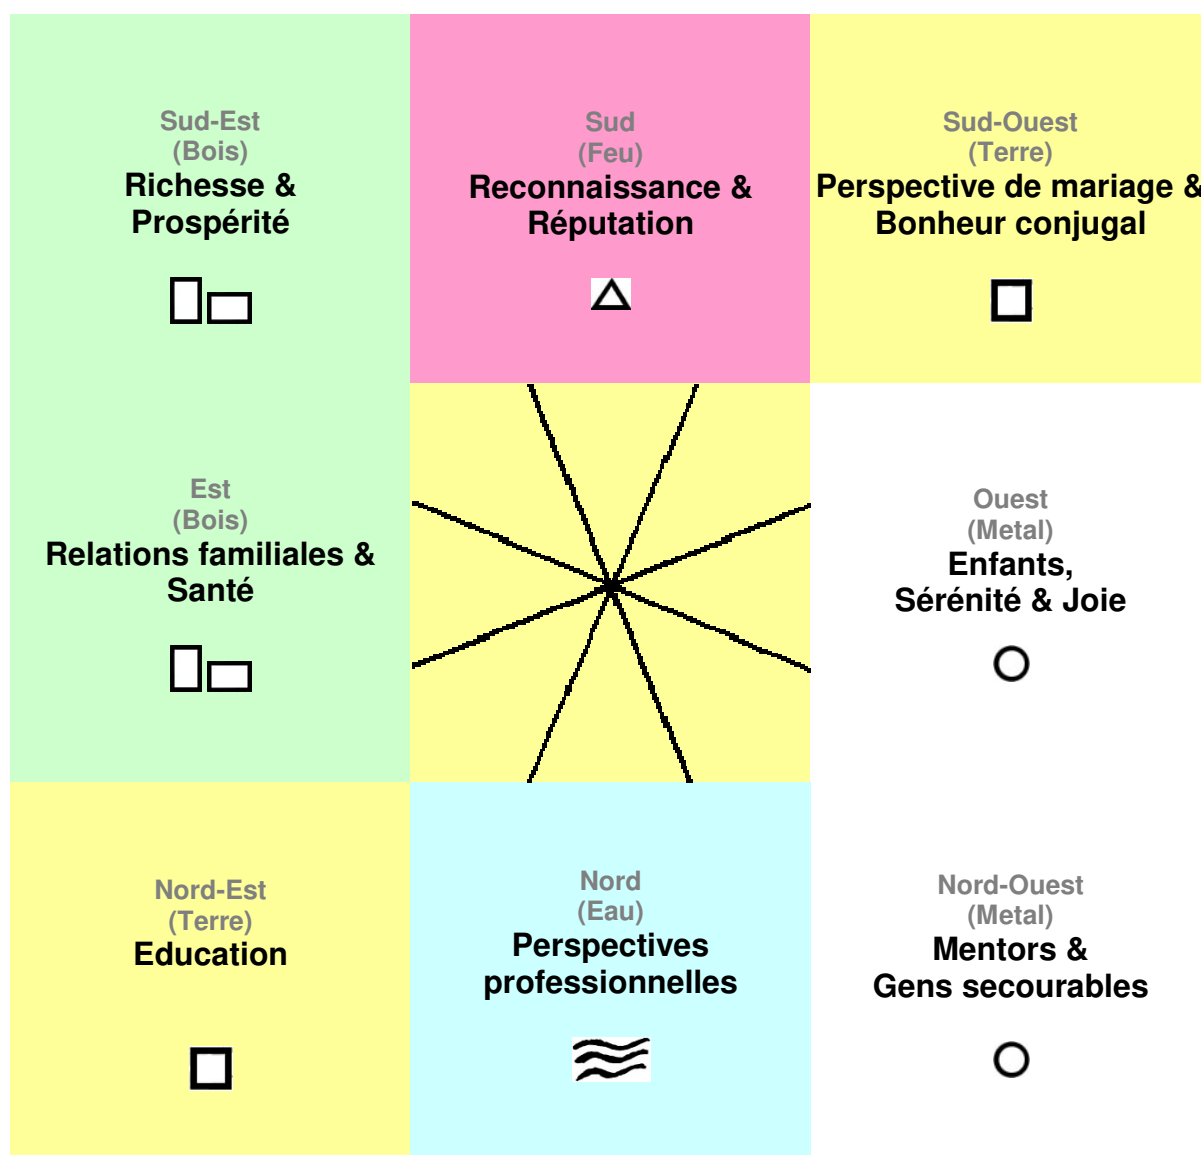 Sud-Est
(Bois)
Richesse &
Prospérité
Sud
(Feu)
Reconnaissance &
Réputation
Sud-Ouest
(Terre)
Perspective de mariage &
Bonheur conjugal
Est
(Bois)
Relations familiales &
Santé
Ouest
(Metal)
Enfants,
Sérénité & Joie
Nord-Est
(Terre)
Education
Nord
(Eau)
Perspectives
professionnelles
Nord-Ouest
(Metal)
Mentors &
Gens secourables